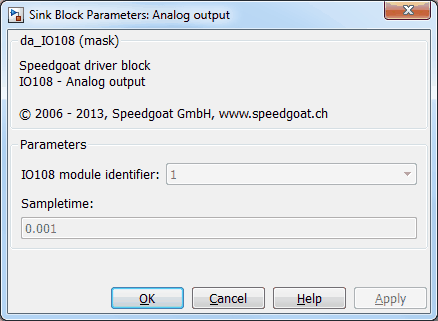 Sink Block Parameters: Analog output
da_IO108 (mask)
Speedgoat driver block
IO108 - Analog output
© 2006 - 2013, Speedgoat GmbH, www.speedgoat.ch
Parameters
IO108 module identifier: 1
Sampletime:
0.001
OK Cancel Help Apply